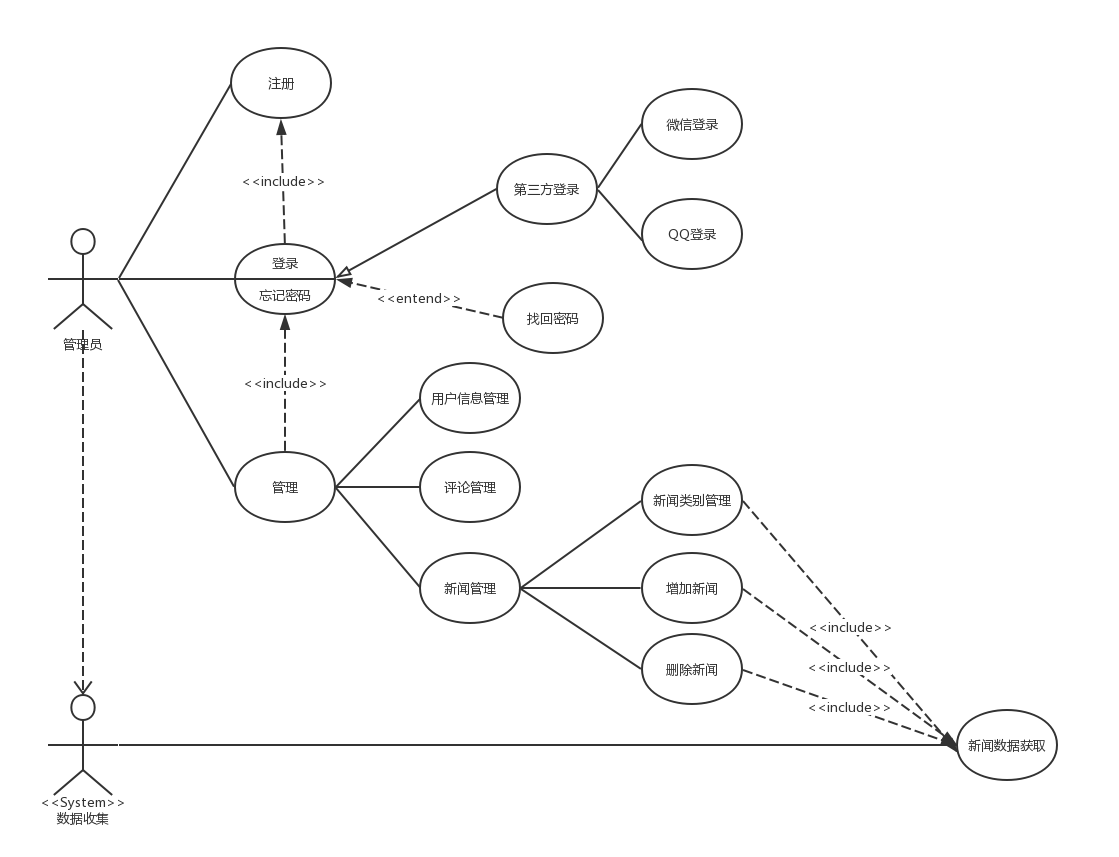 注册
微信登录
<<include>>
第三方登录
QQ登录
登录
忘记密码
<<entend>>
找回密码
管理员
<<include>>
用户信息管理
管理
评论管理
新闻类别管理
新闻管理
增加新闻
<<include>>
删除新闻
<<include>>
<<include>>
新闻数据获取
<<System>>
数据收集